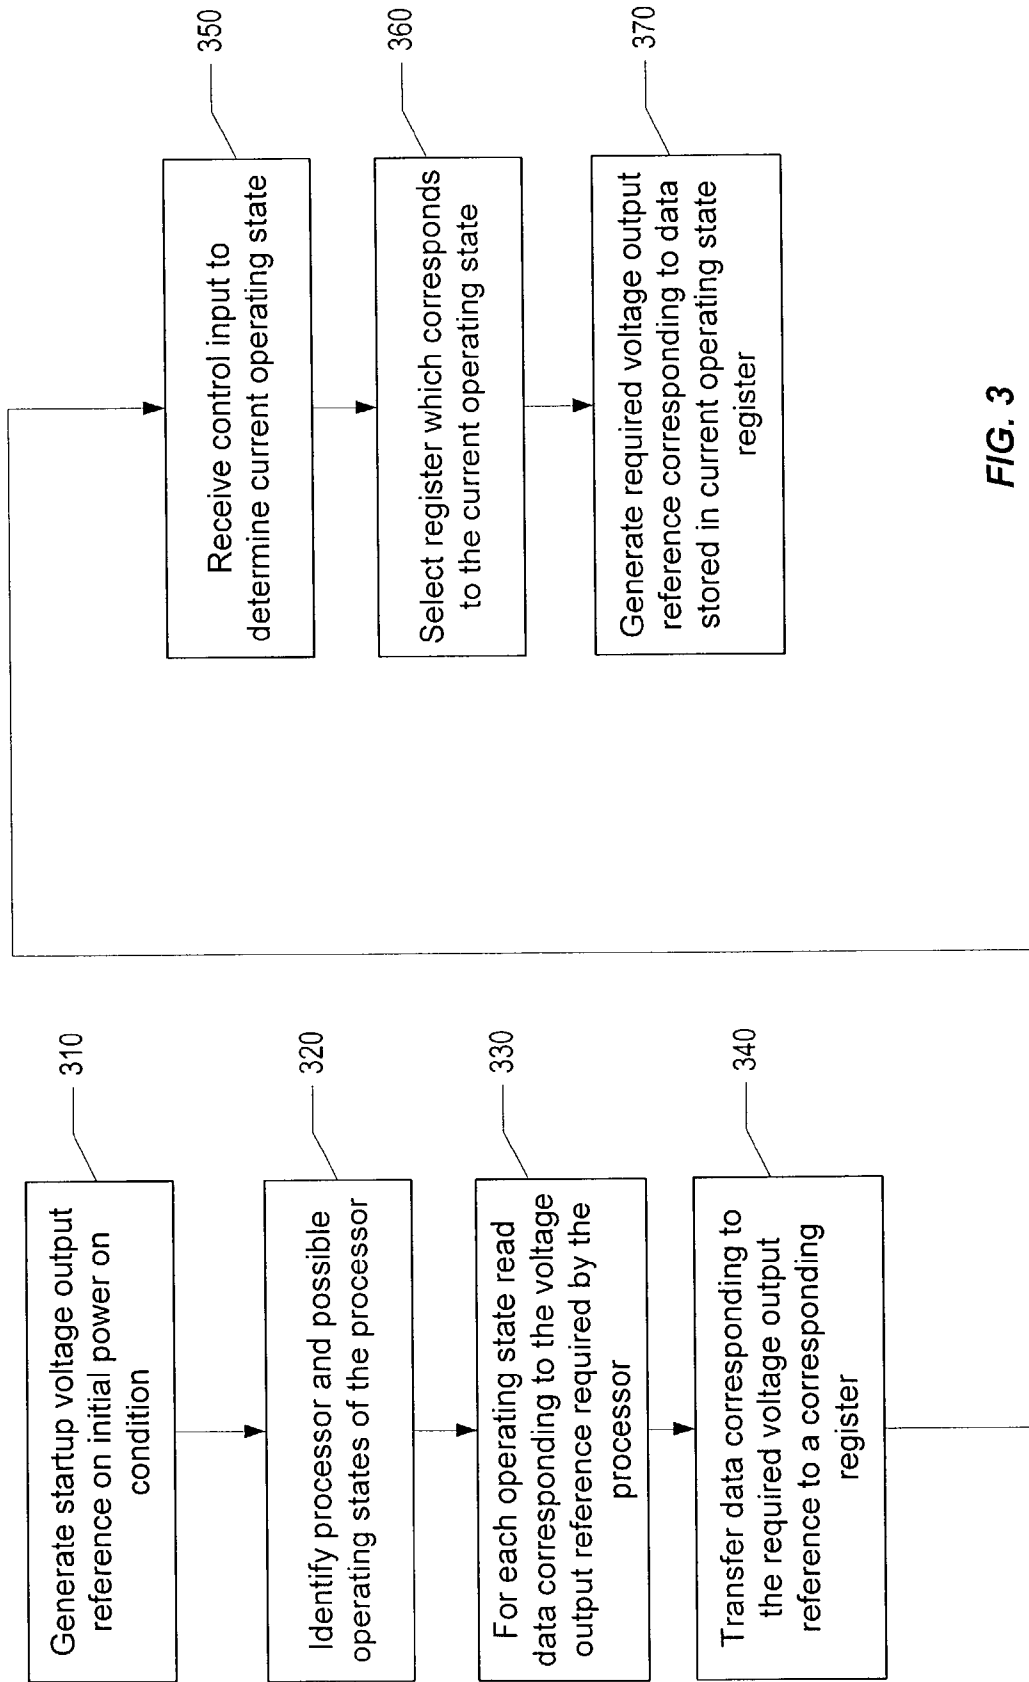 310
Generate startup voltage output
reference on initial power on
condition
320
Identify processor and possible
operating states of the processor
330
For each operating state read
data corresponding to the voltage
output reference required by the
processor
340
Transfer data corresponding to
the required voltage output
reference to a corresponding
register
350
Receive control input to
determine current operating state
360
Select register which corresponds
to the current operating state
370
Generate required voltage output
reference corresponding to data
stored in current operating state
register
FIG. 3